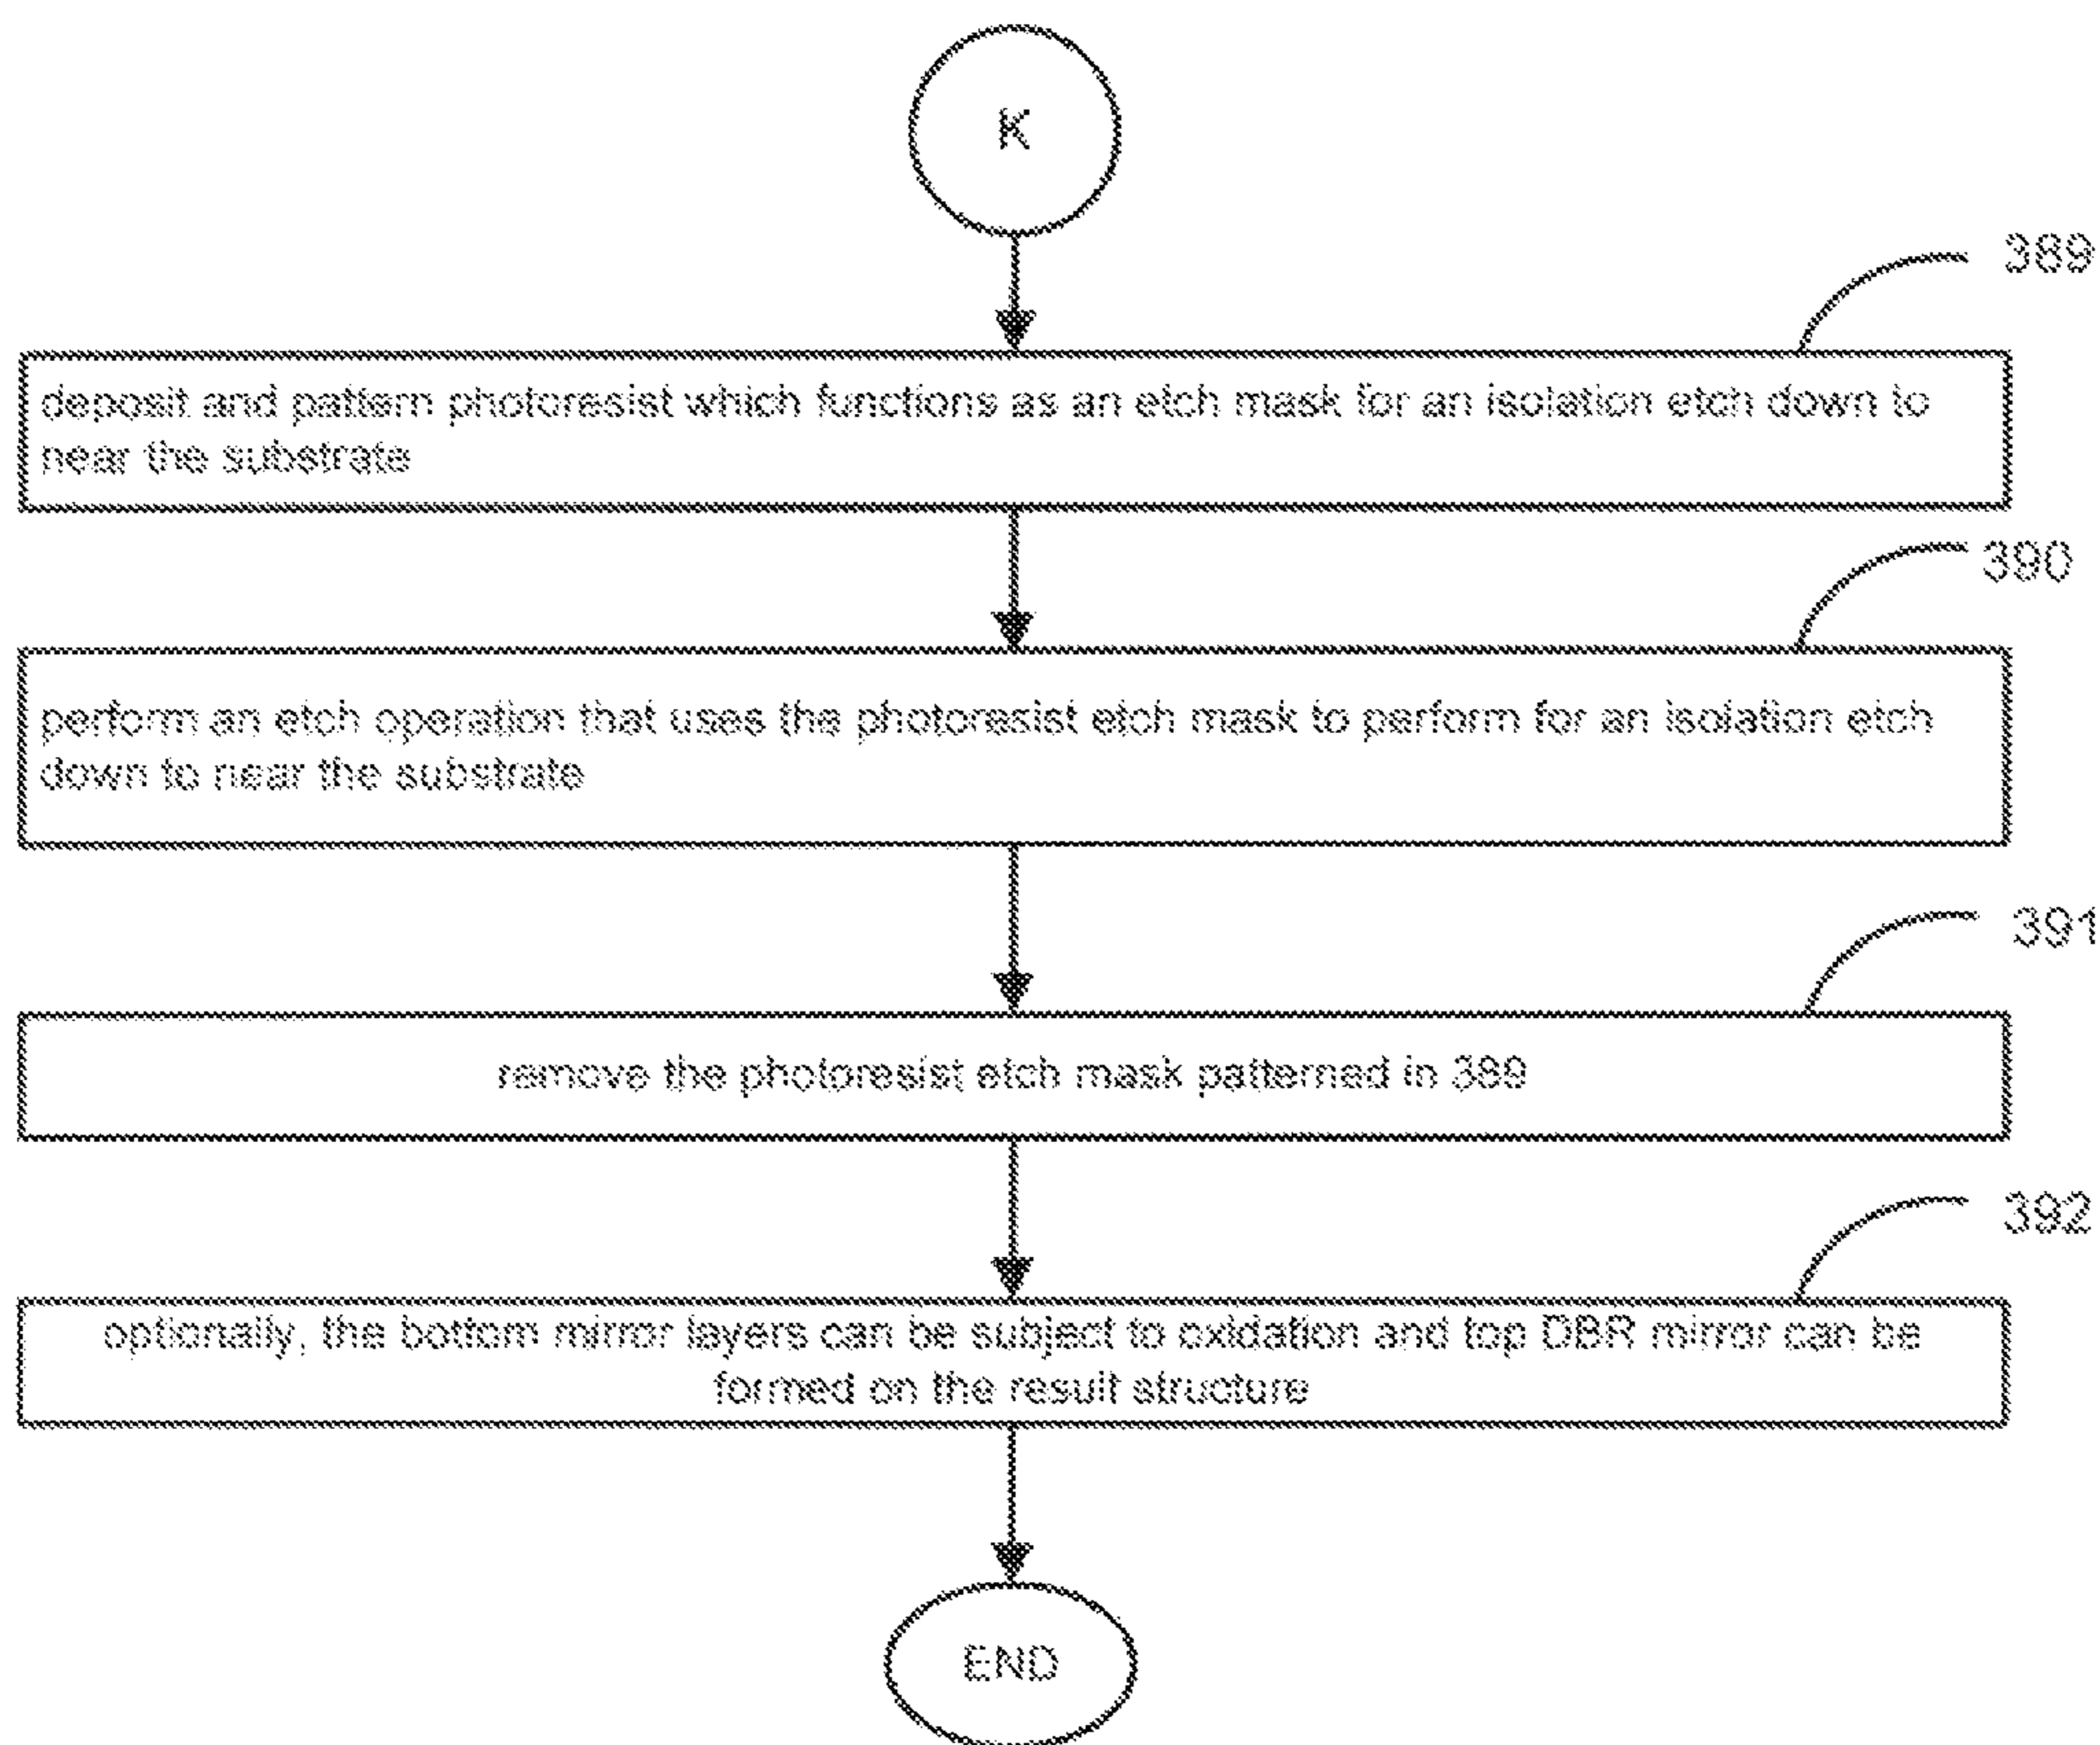 K
389
deposit and pattern photoresist which functions as an etch mask for an isolation etch down to
near the substrate
390
perform an etch operation that uses the photoresist etch mask to perform for an isolation etch
down to near the substrate
391
remove the photoresist etch mask patterned in 389
392
optionally, the bottom mirror layers can be subject to oxidation and top DBR mirror can be
formed on the result structure
END